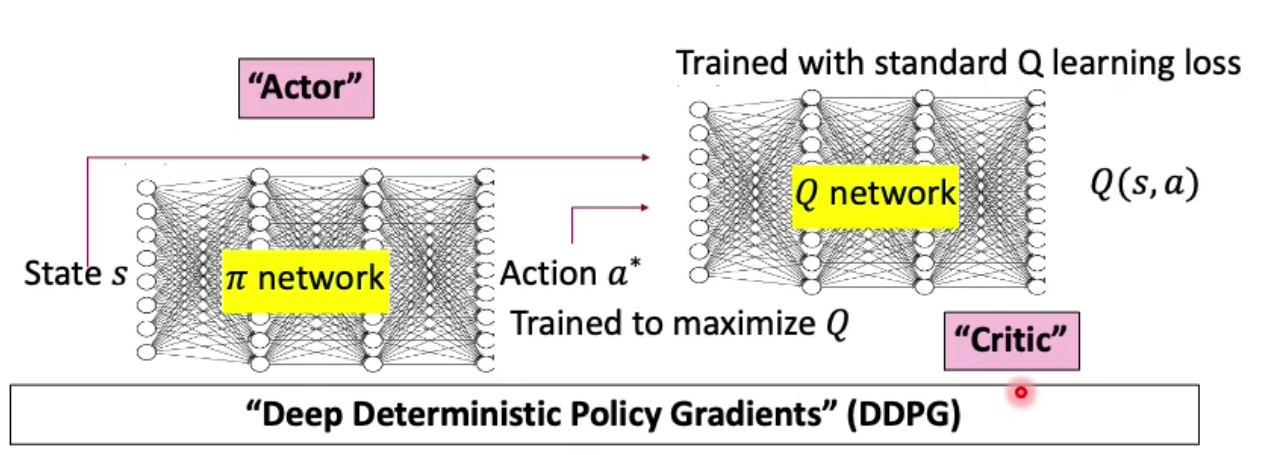 Trained with standard Q learning loss
“Actor”
Q network
Q(s, a)
State s
π network
Action a*
Trained to maximize Q
“Critic”
“Deep Deterministic Policy Gradients” (DDPG)